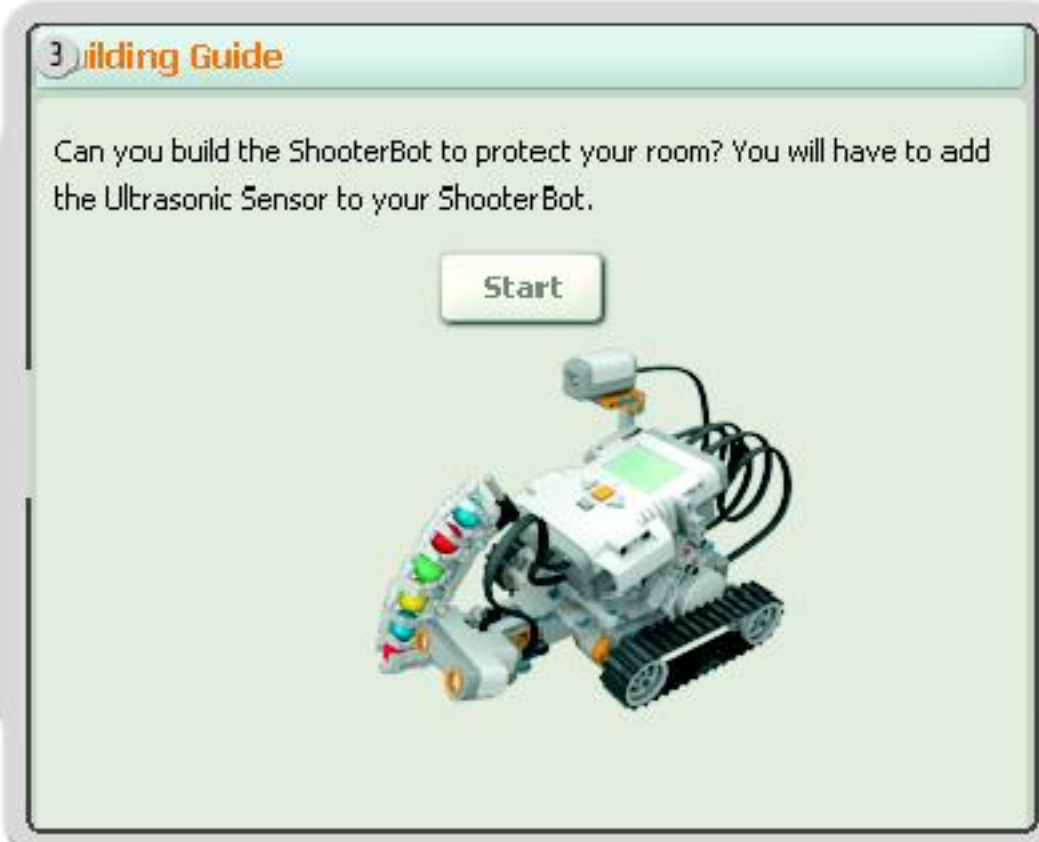 3 ilding Guide
Can you build the ShooterBot to protect your room? You will have to add
the Ultrasonic Sensor to your ShooterBot.
Start